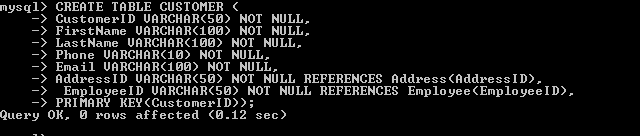 mysql> CREATE TABLE CUSTOMER (
-> CustomerID VARCHAR(50) NOT NULL,
-> FirstName VARCHAR(100) NOT NULL,
-> LastName VARCHAR(100) NOT NULL,
-> Phone VARCHAR(10) NOT NULL,
-> Email VARCHAR(100) NOT NULL,
-> AddressID VARCHAR(50) NOT NULL REFERENCES Address(AddressID),
->  EmployeeID VARCHAR(50) NOT NULL REFERENCES Employee(EmployeeID),
-> PRIMARY KEY(CustomerID));
Query OK, 0 rows affected (0.12 sec)